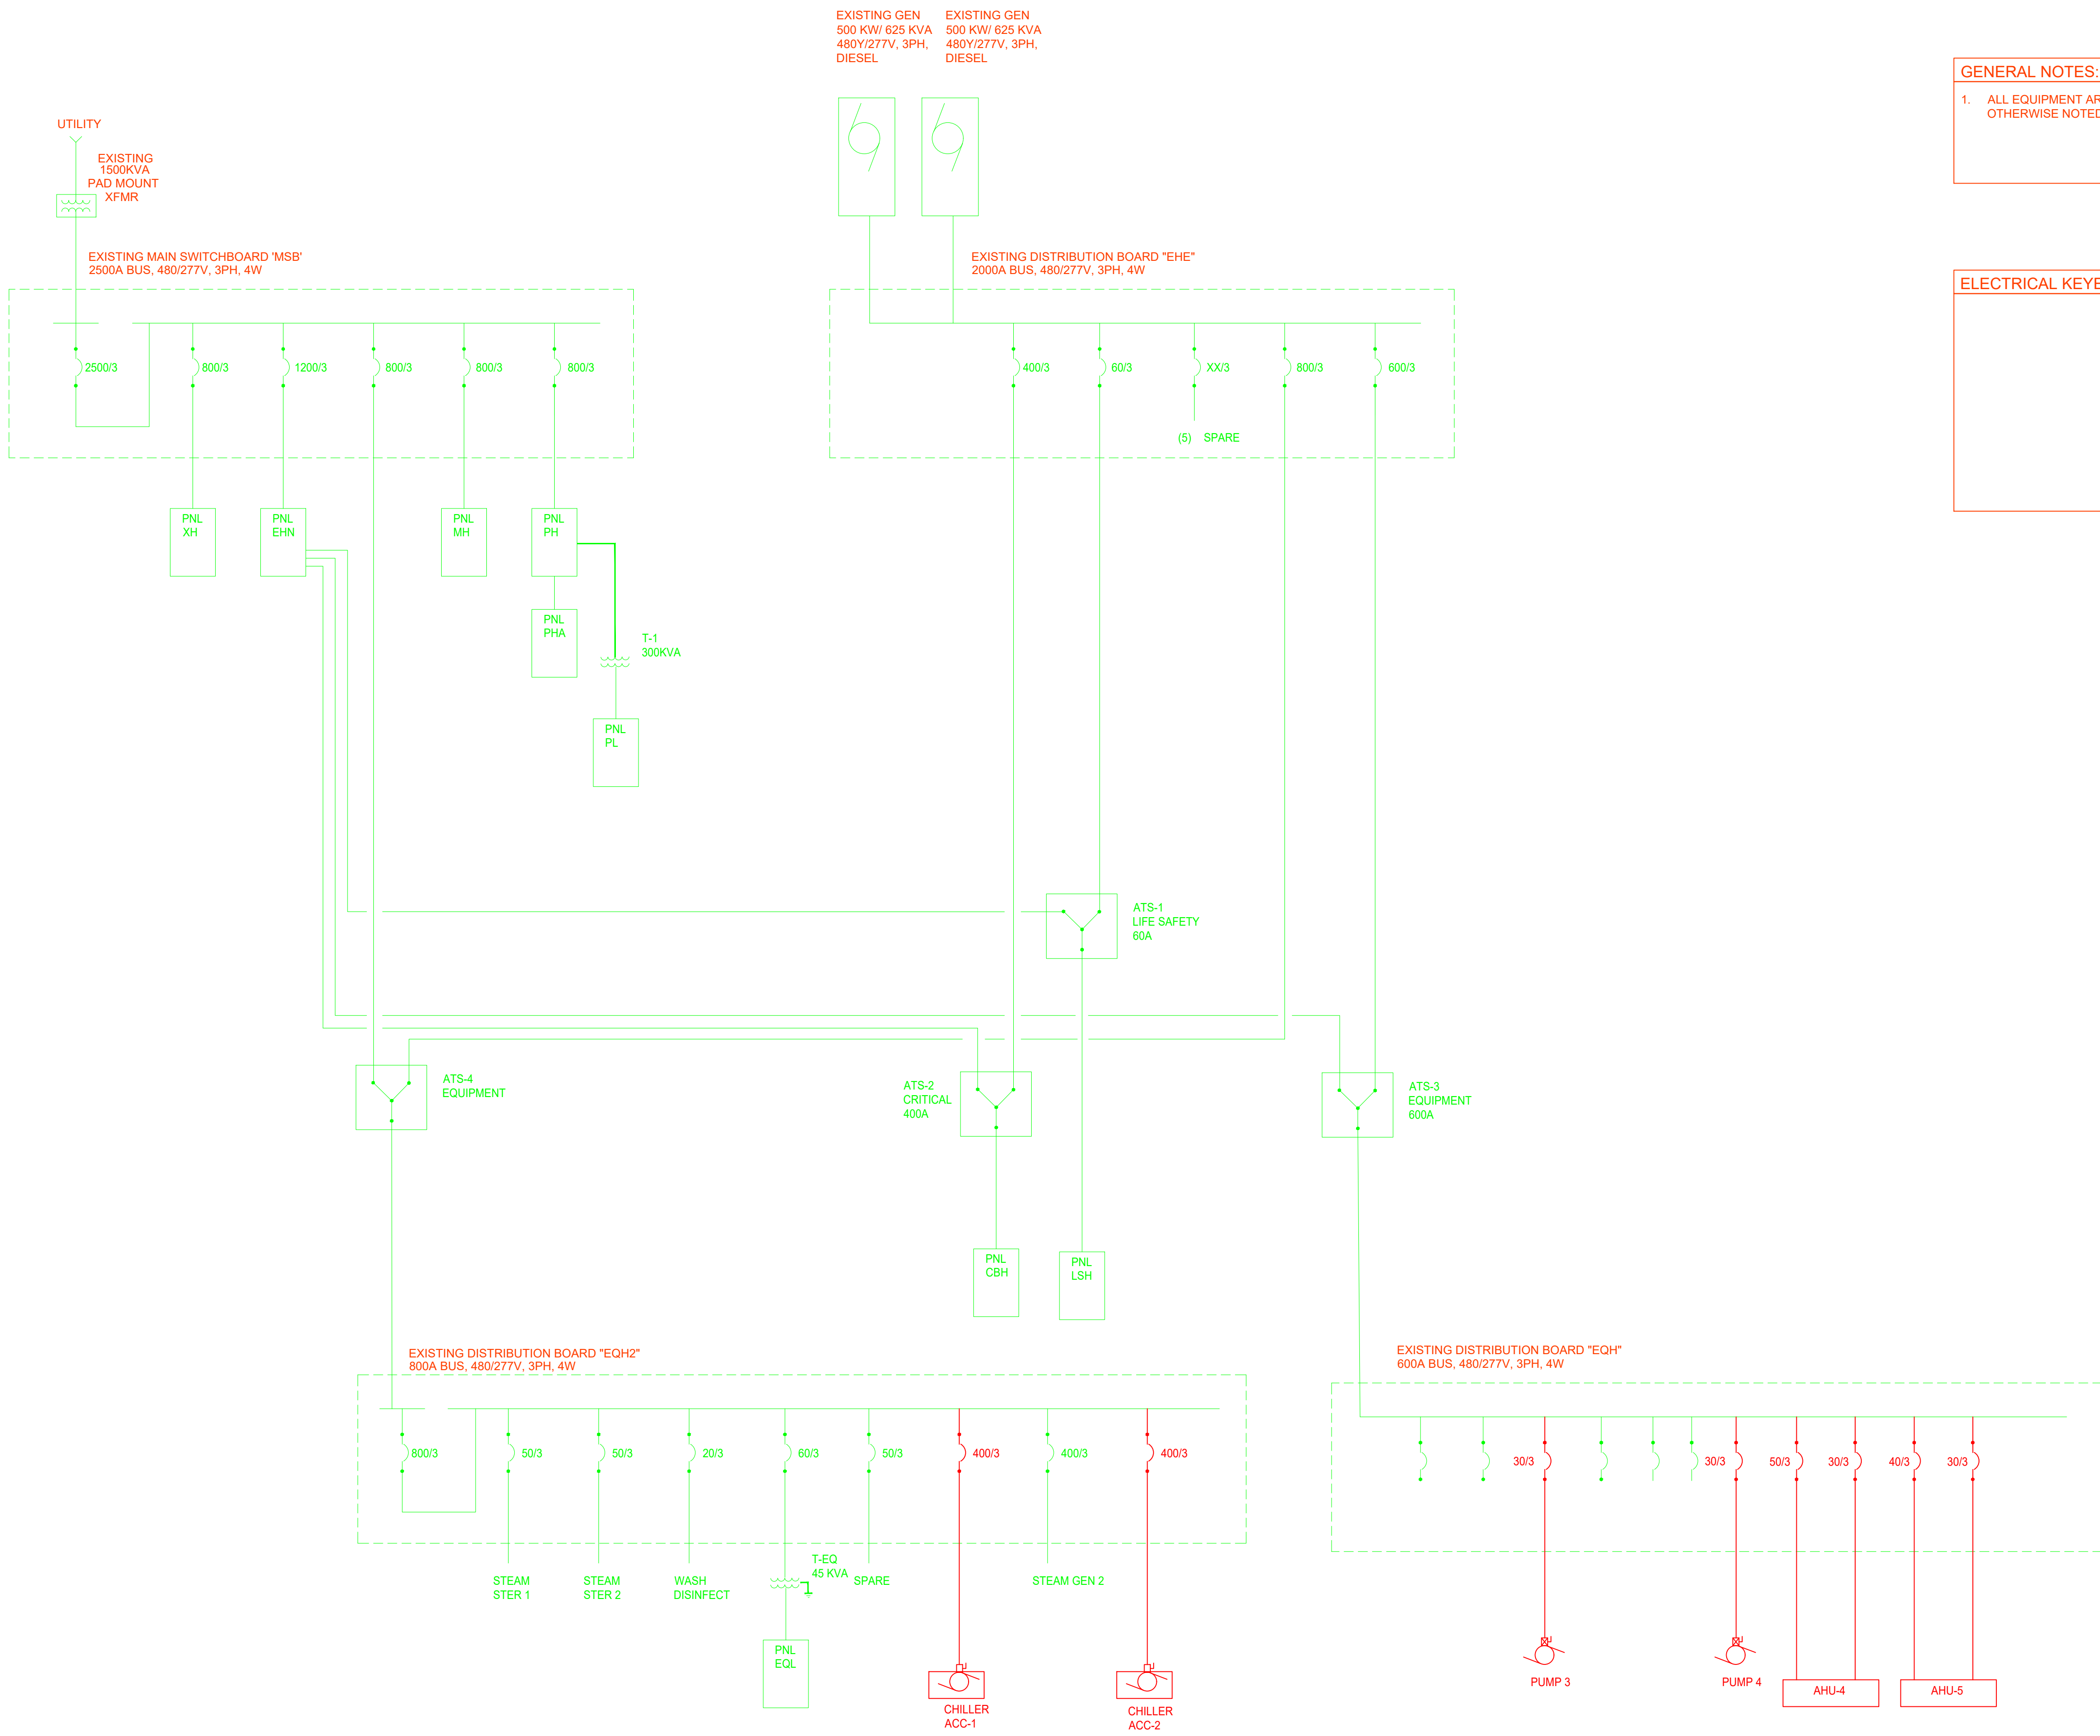 EXISTING GEN
500 KW/ 625 KVA
480Y/277V, 3PH,
DIESEL
EXISTING GEN
500 KW/ 625 KVA
480Y/277V, 3PH,
DIESEL
GENERAL NOTES:
1. ALL EQUIPMENT AR
OTHERWISE NOTED
UTILITY
EXISTING
1500KVA
PAD MOUNT
XFMR
EXISTING MAIN SWITCHBOARD 'MSB'
2500A BUS, 480/277V, 3PH, 4W
EXISTING DISTRIBUTION BOARD "EHE"
2000A BUS, 480/277V, 3PH, 4W
ELECTRICAL KEYE
2500/3
800/3
1200/3
800/3
800/3
800/3
400/3
60/3
XX/3
800/3
600/3
(5) SPARE
PNL
XH
PNL
EHN
PNL
MH
PNL
PH
PNL
PHA
T-1
300KVA
PNL
PL
ATS-1
LIFE SAFETY
60A
ATS-4
EQUIPMENT
ATS-2
CRITICAL
400A
ATS-3
EQUIPMENT
600A
PNL
CBH
PNL
LSH
EXISTING DISTRIBUTION BOARD "EQH2"
800A BUS, 480/277V, 3PH, 4W
EXISTING DISTRIBUTION BOARD "EQH"
600A BUS, 480/277V, 3PH, 4W
800/3
50/3
50/3
20/3
60/3
50/3
400/3
400/3
400/3
30/3
30/3
50/3
30/3
40/3
30/3
STEAM
STER 1
STEAM
STER 2
WASH
DISINFECT
T-EQ
45 KVA
SPARE
STEAM GEN 2
PNL
EQL
CHILLER
ACC-1
CHILLER
ACC-2
PUMP 3
PUMP 4
AHU-4
AHU-5